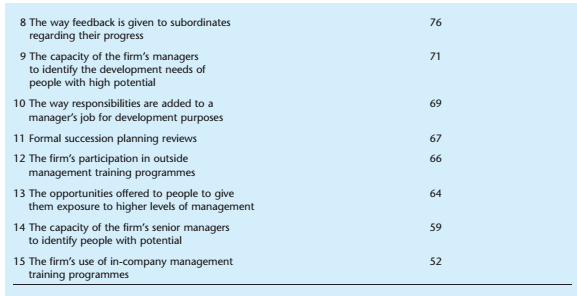 8 The way feedback is given to subordinates 76
regarding their progress
9 The capacity of the firm’s managers 71
to identify the development needs of
people with high potential
10 The way responsibilities are added to a 69
manager’s job for development purposes
11 Formal succession planning reviews 67
12 The firm’s participation in outside 66
management training programmes
13 The opportunities offered to people to give 64
them exposure to higher levels of management
14 The capacity of the firm’s senior managers 59
to identify people with potential
15 The firm’s use of in-company management 52
training programmes